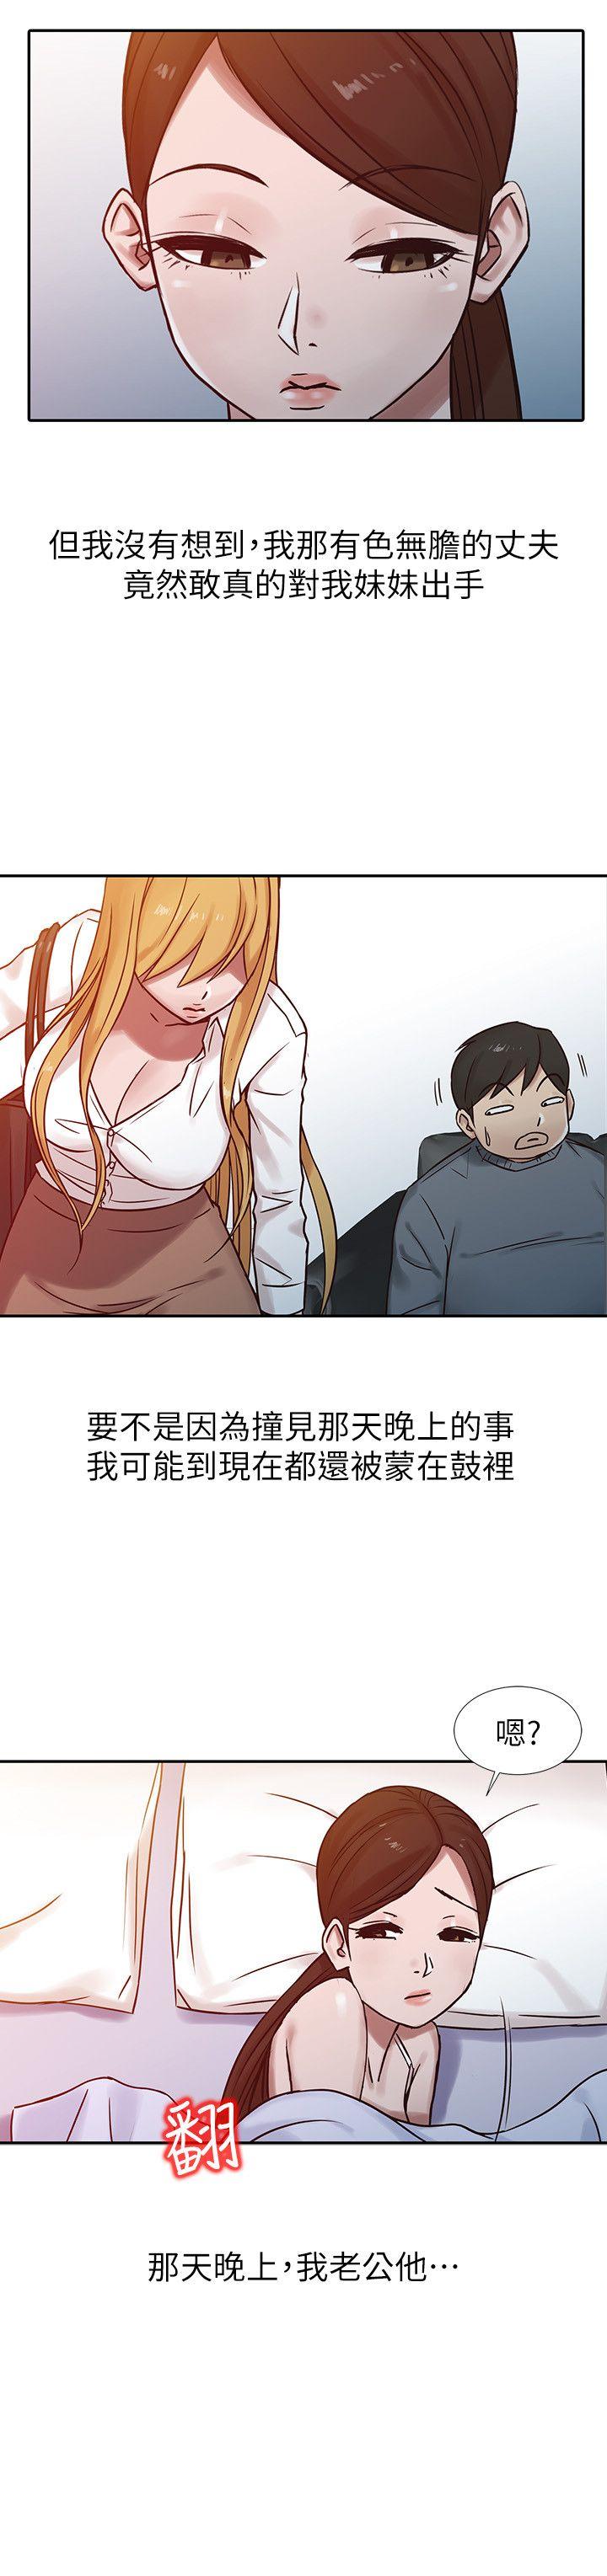 但我沒有想到，我那有色無膽的丈夫
竟然敢真的對我妹妹出手
要不是因為撞見那天晚上的事
我可能到現在都還被蒙在鼓裡
嗯?
翻
那天晚上，我老公他…